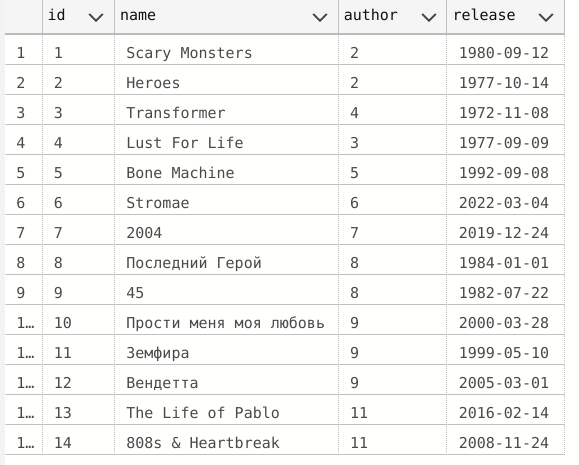 id name author release
1 1 Scary Monsters 2 1980-09-12
2 2 Heroes 2 1977-10-14
3 3 Transformer 4 1972-11-08
4 4 Lust For Life 3 1977-09-09
5 5 Bone Machine 5 1992-09-08
6 6 Stromae 6 2022-03-04
7 7 2004 7 2019-12-24
8 8 Последний Герой 8 1984-01-01
9 9 45 8 1982-07-22
1… 10 Прости меня моя любовь 9 2000-03-28
1… 11 Земфира 9 1999-05-10
1… 12 Вендетта 9 2005-03-01
1… 13 The Life of Pablo 11 2016-02-14
1… 14 808s & Heartbreak 11 2008-11-24